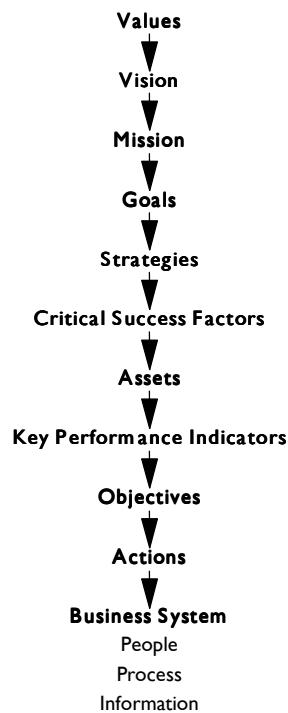 Values
Vision
Mission
Goals
Strategies
Critical Success Factors
Assets
Key Performance Indicators
Objectives
Actions
Business System
People
Process
Information